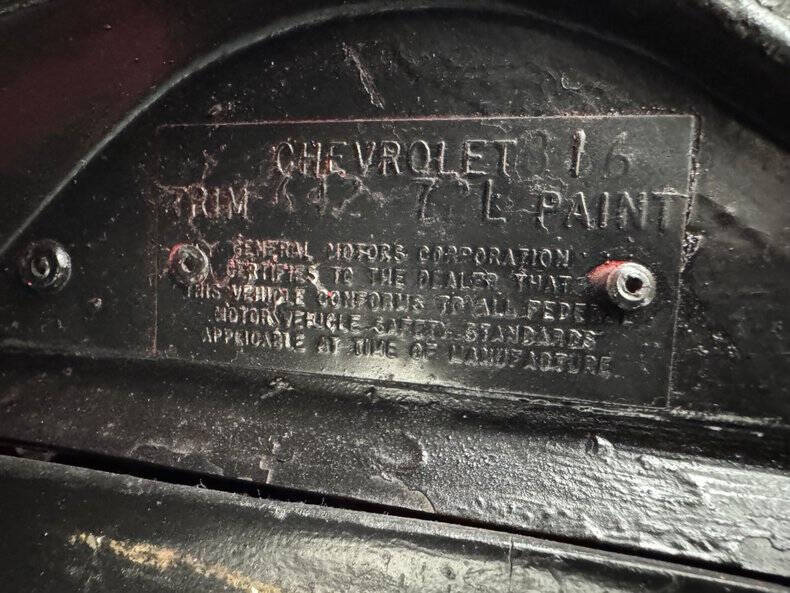 CHEVROLET
TRIM L PAINT
GENERAL MOTORS CORPORATION
CERTIFIES TO THE DEALER THAT
THIS VEHICLE CONFORMS TO ALL
MOTOR VEHICLE SAFETY STANDARDS
APPLICABLE AT TIME OF MANUFACTURE